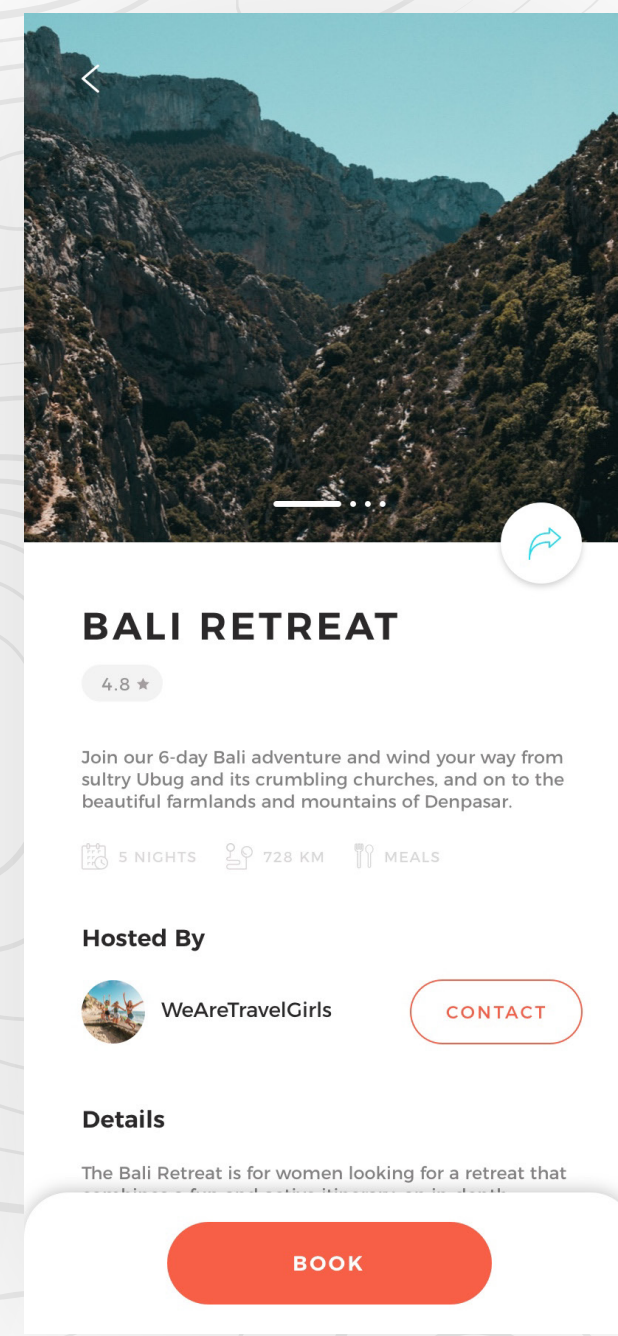 BALI RETREAT
4.8 ★
Join our 6-day Bali adventure and wind your way from
sultry Ubug and its crumbling churches, and on to the
beautiful farmlands and mountains of Denpasar.
5 NIGHTS 728 KM MEALS
Hosted By
WeAreTravelGirls CONTACT
Details
The Bali Retreat is for women looking for a retreat that
BOOK